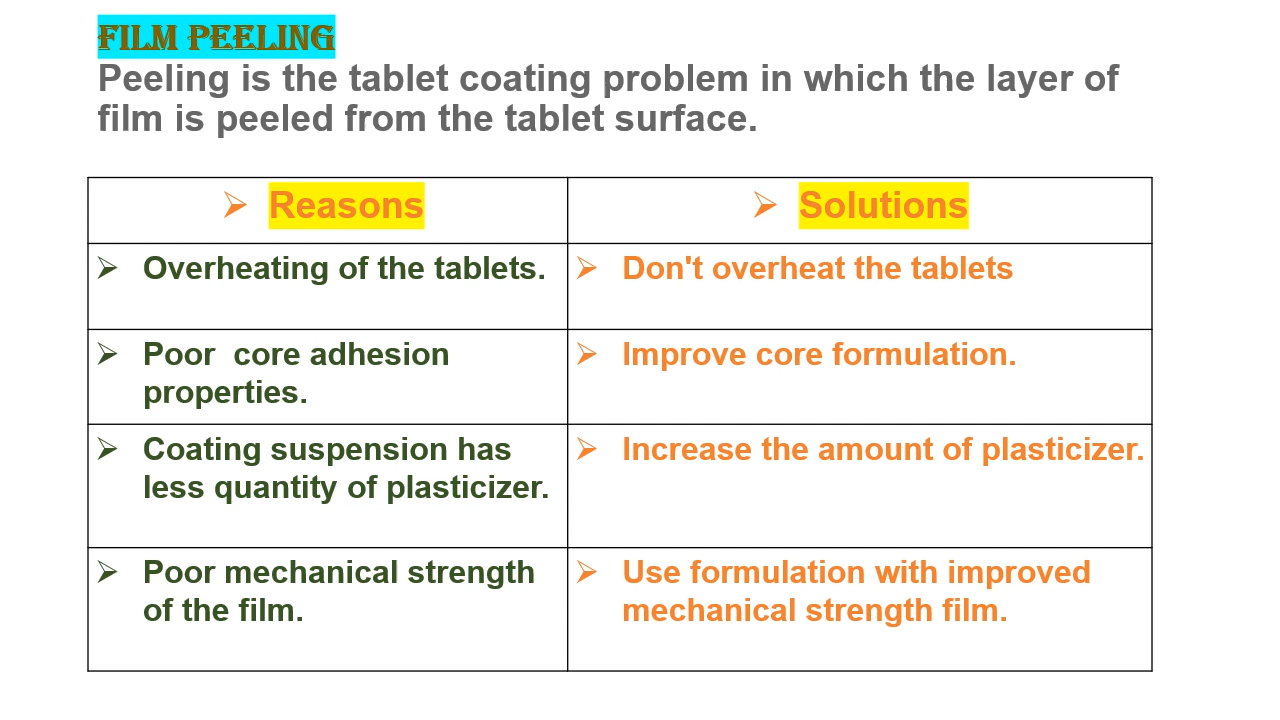 FILM PEELING
Peeling is the tablet coating problem in which the layer of
film is peeled from the tablet surface.
➢ Reasons
➢ Solutions
➢ Overheating of the tablets.
➢ Don't overheat the tablets
➢ Poor  core adhesion
properties.
➢ Improve core formulation.
➢ Coating suspension has
less quantity of plasticizer.
➢ Increase the amount of plasticizer.
➢ Poor mechanical strength
of the film.
➢ Use formulation with improved
mechanical strength film.